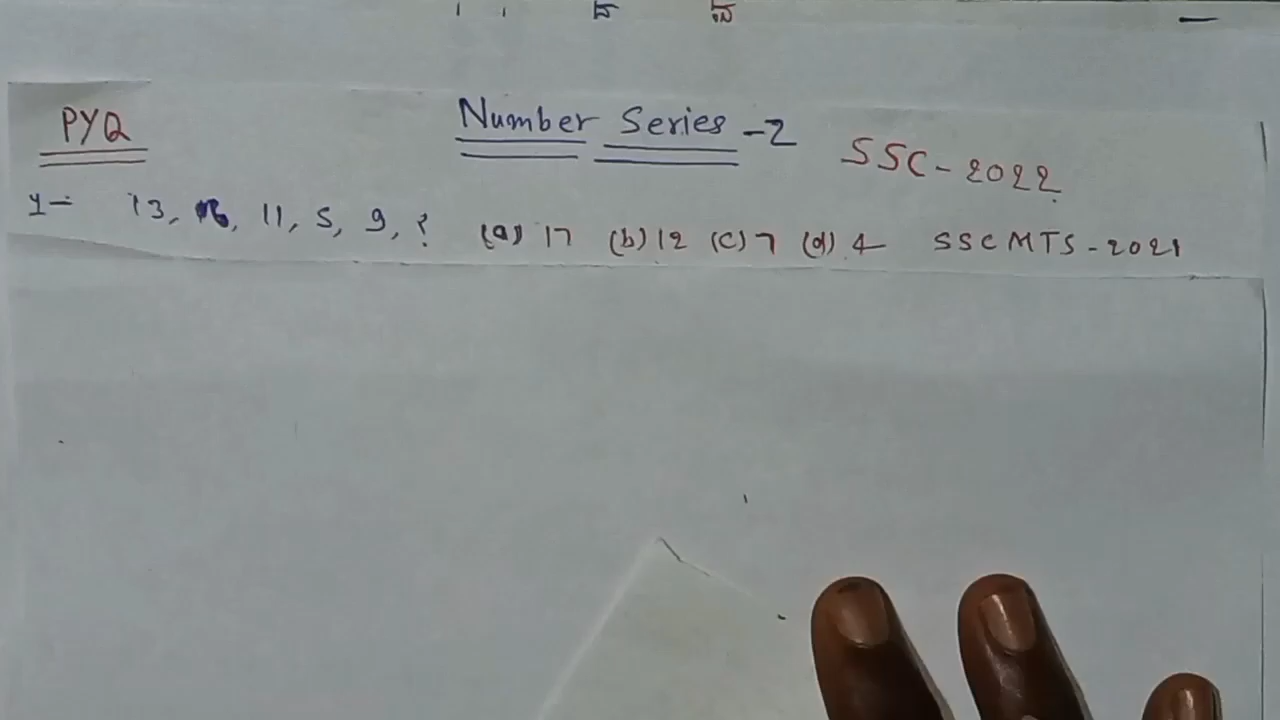 PYQ Number Series -2 SSC-2022
1- 13, 11, 5, 9, ? (a) 17 (b) 12 (c) 7 (d) 4 SSC MTS-2021